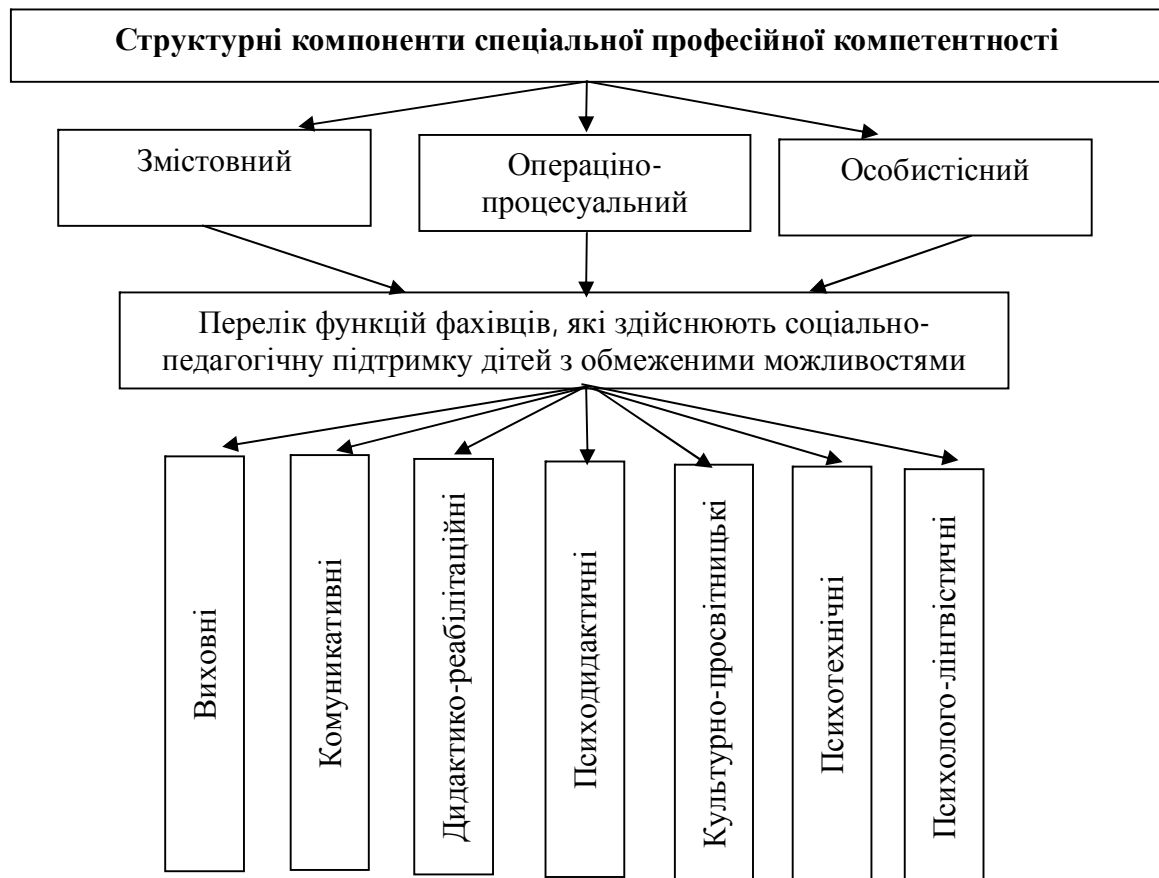 Структурні компоненти спеціальної професійної компетентності
Змістовний
Операціно-
процесуальний
Особистісний
Перелік функцій фахівців, які здійснюють соціально-
педагогічну підтримку дітей з обмеженими можливостями
Виховні
Комуникативні
Дидактико-реабілітаційні
Психодидактичні
Культурно-просвітницькі
Психотехнічні
Психолого-лінгвістичні